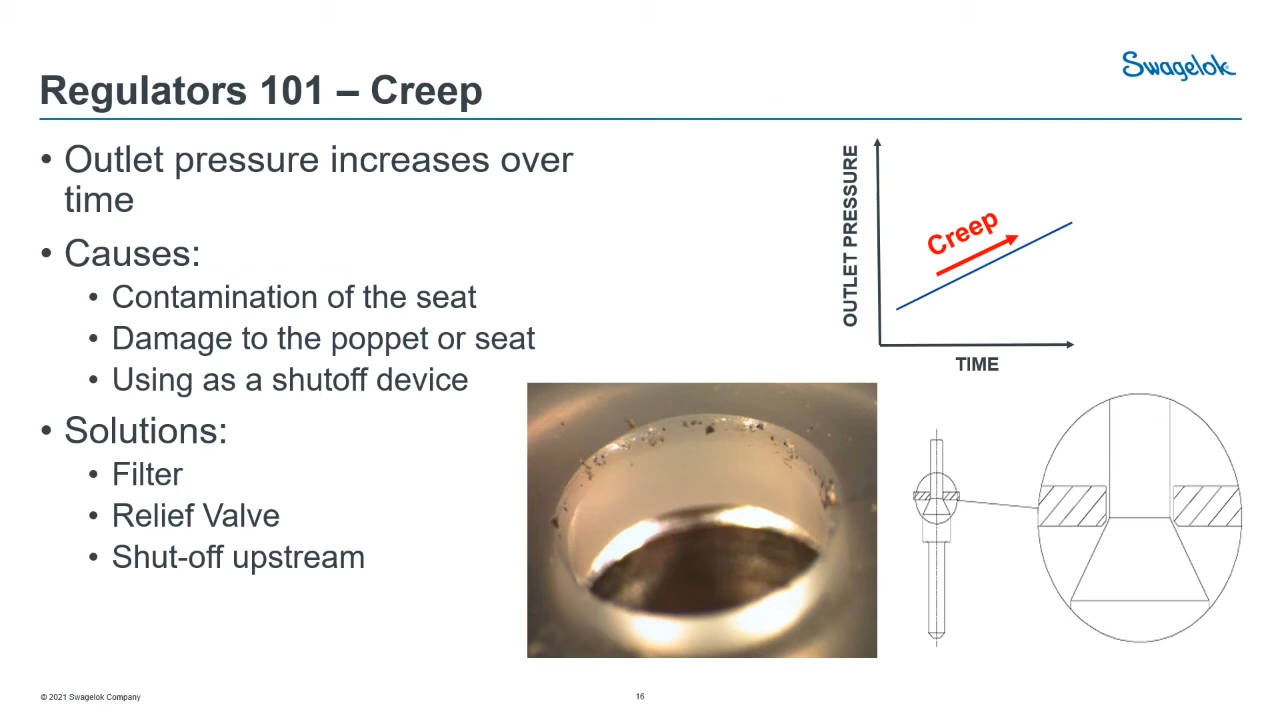 Swagelok
Regulators 101 – Creep
• Outlet pressure increases over
time
• Causes:
• Contamination of the seat
• Damage to the poppet or seat
• Using as a shutoff device
• Solutions:
• Filter
• Relief Valve
• Shut-off upstream
OUTLET PRESSURE
Creep
TIME
© 2021 Swagelok Company
16